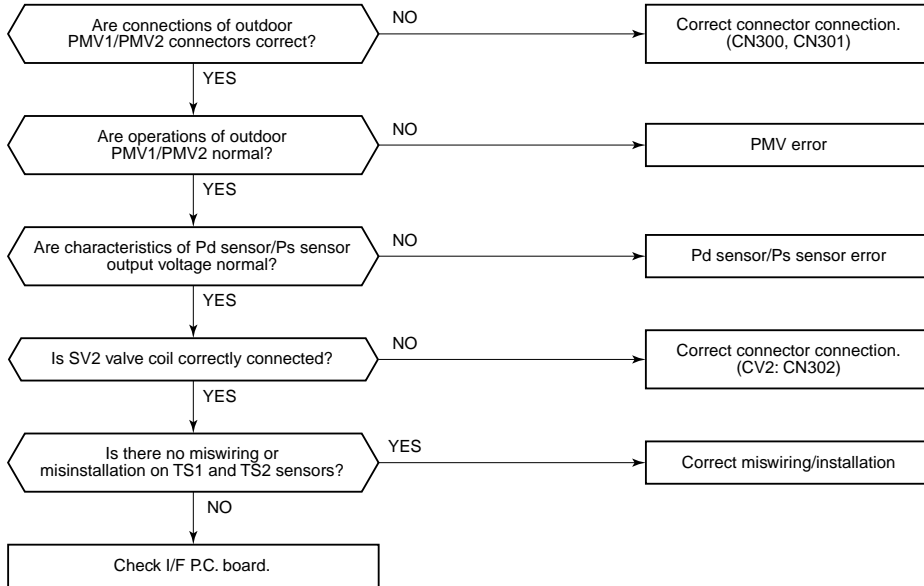 Are connections of outdoor
PMV1/PMV2 connectors correct?
NO
Correct connector connection.
(CN300, CN301)
YES
Are operations of outdoor
PMV1/PMV2 normal?
NO
PMV error
YES
Are characteristics of Pd sensor/Ps sensor
output voltage normal?
NO
Pd sensor/Ps sensor error
YES
Is SV2 valve coil correctly connected?
NO
Correct connector connection.
(CV2: CN302)
YES
Is there no miswiring or
misinstallation on TS1 and TS2 sensors?
YES
Correct miswiring/installation
NO
Check I/F P.C. board.